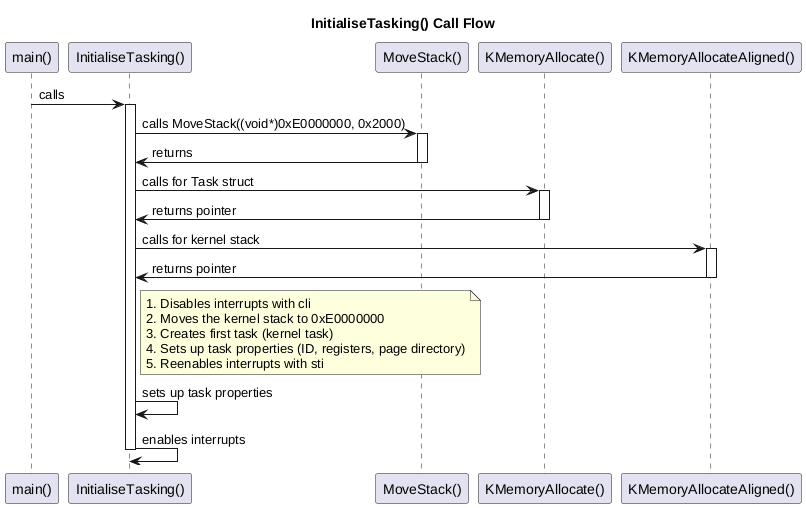 InitialiseTasking() Call Flow
main()
InitialiseTasking()
MoveStack()
KMemoryAllocate()
KMemoryAllocateAligned()
calls
calls MoveStack((void*)0xE0000000, 0x2000)
returns
calls for Task struct
returns pointer
calls for kernel stack
returns pointer
1. Disables interrupts with cli
2. Moves the kernel stack to 0xE0000000
3. Creates first task (kernel task)
4. Sets up task properties (ID, registers, page directory)
5. Reenables interrupts with sti
sets up task properties
enables interrupts
main()
InitialiseTasking()
MoveStack()
KMemoryAllocate()
KMemoryAllocateAligned()